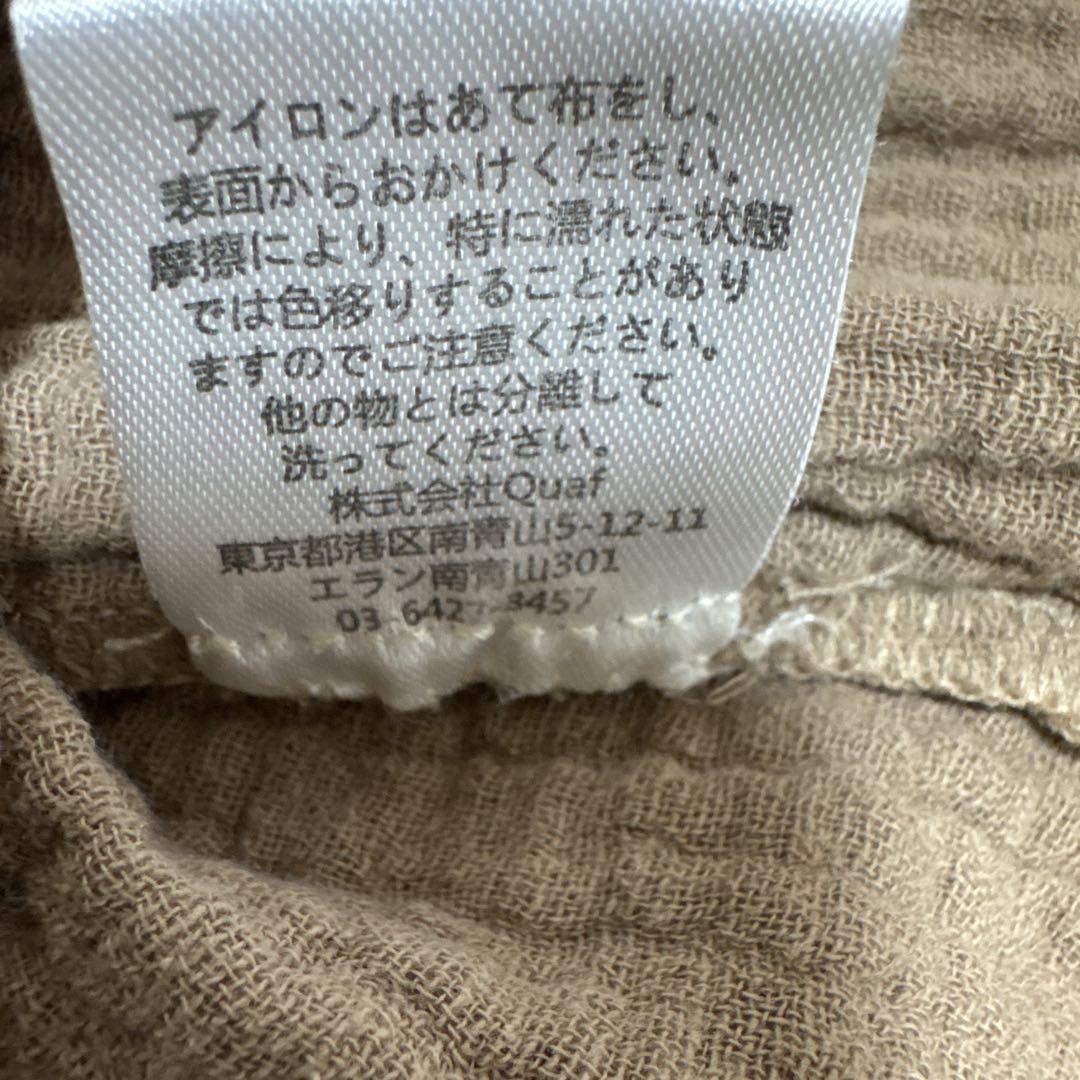 アイロンはあて布をし、
表面からおかけください。
摩擦により、特に濡れた状態
では色移りすることがあり
ますのでご注意ください。
他の物とは分離して
洗ってください。
株式会社Quaf
東京都港区南青山5-12-11
エラン南青山301
03-6427-3457